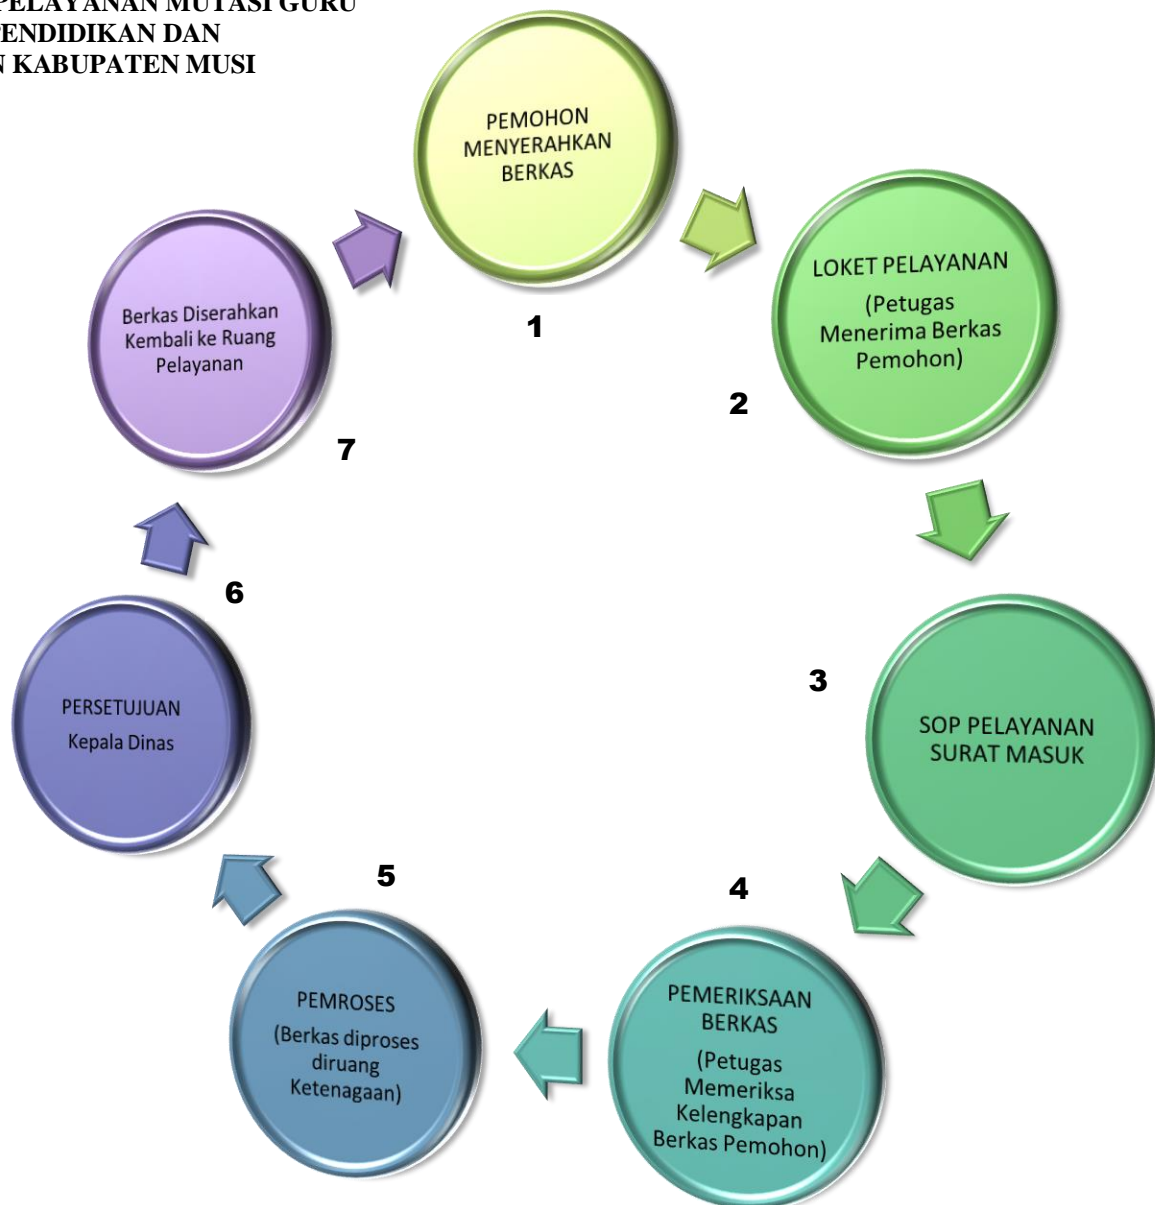 PELAYANAN MUTASI GURU
PENDIDIKAN DAN
KABUPATEN MUSI
PEMOHON
MENYERAHKAN
BERKAS
1
LOKET PELAYANAN
(Petugas
Menerima Berkas
Pemohon)
2
SOP PELAYANAN
SURAT MASUK
3
PEMERIKSAAN
BERKAS
(Petugas
Memeriksa
Kelengkapan
Berkas Pemohon)
4
PEMROSES
(Berkas diproses
diruang
Ketenagaan)
5
PERSETUJUAN
Kepala Dinas
6
Berkas Diserahkan
Kembali ke Ruang
Pelayanan
7